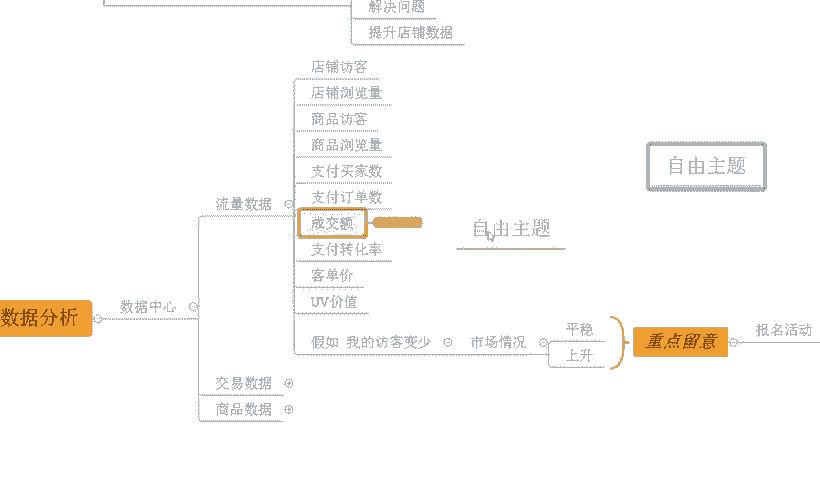 解决问题
提升店铺数据
店铺访客
店铺浏览量
商品访客
商品浏览量
支付买家数
支付订单数
流量数据
成交额
支付转化率
客单价
UV价值
自由主题
自由主题
数据分析
数据中心
假如 我的访客变少
市场情况
平稳
上升
重点留意
报名活动
交易数据
商品数据